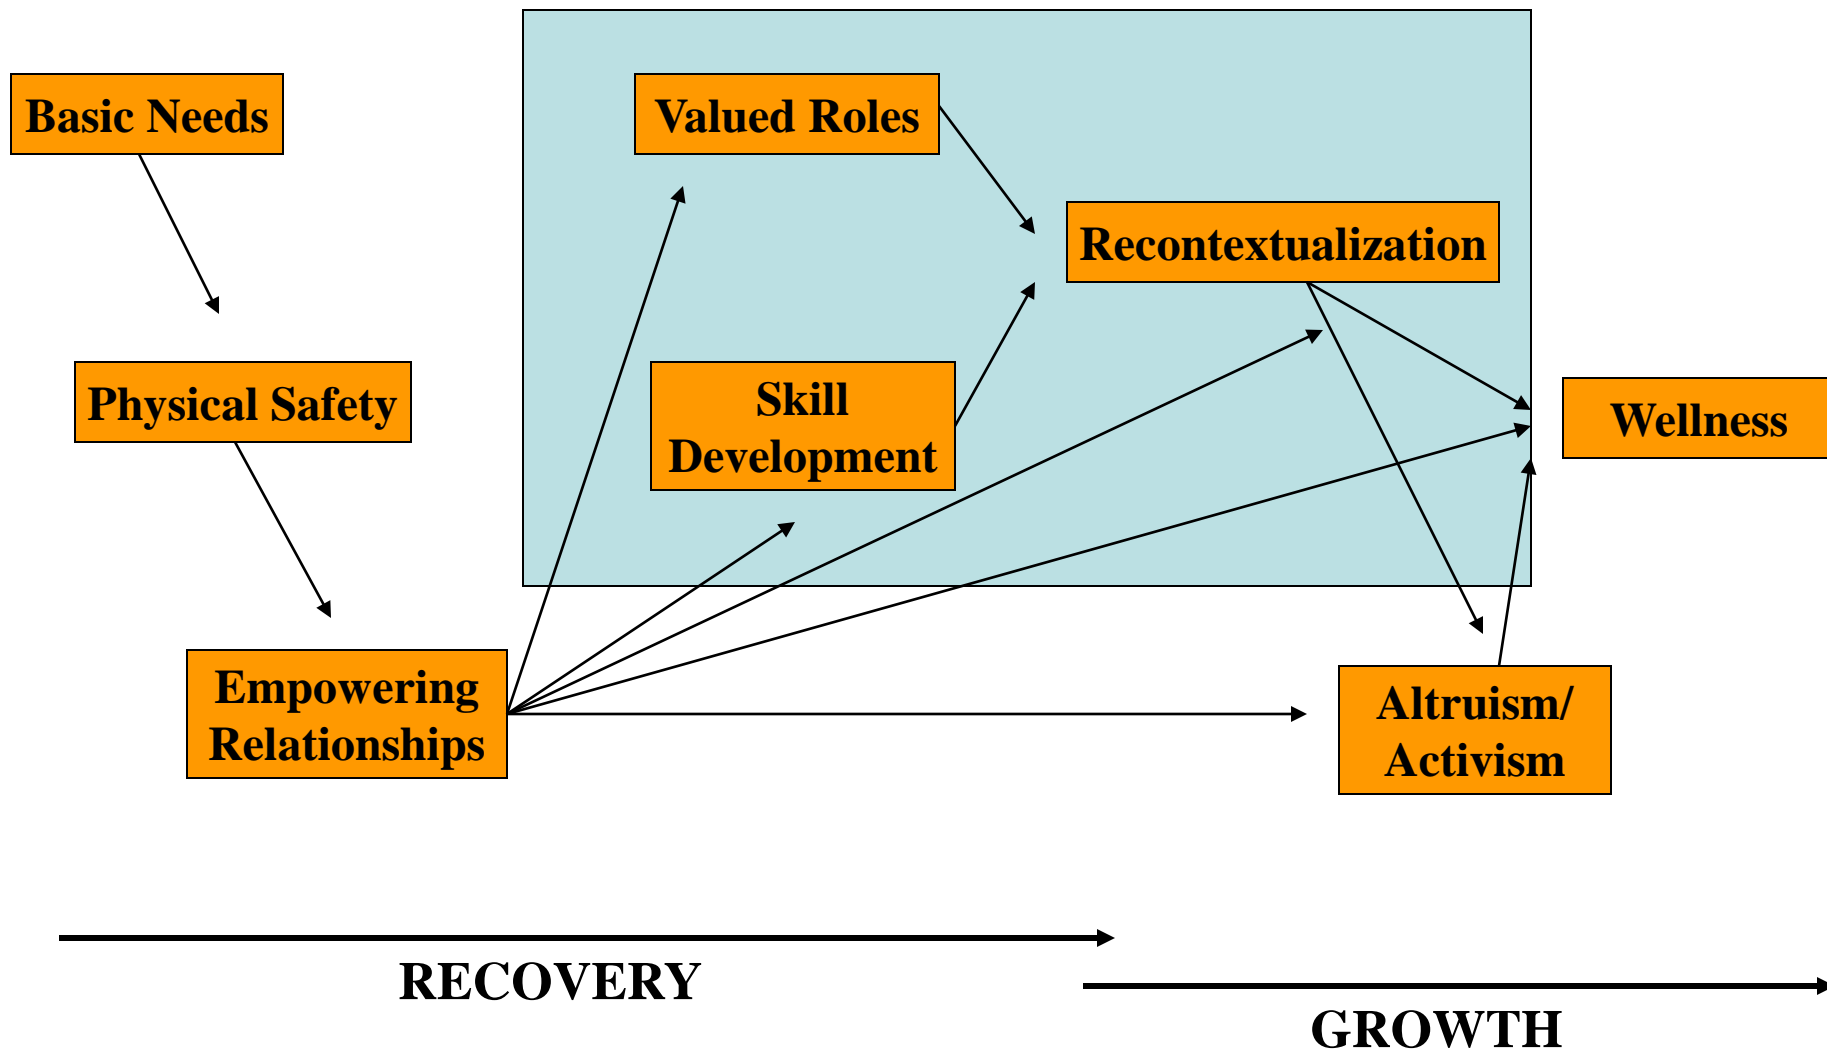 Basic Needs
Valued Roles
Recontextualization
Physical Safety
Skill
Development
Wellness
Empowering
Relationships
Altruism/
Activism
RECOVERY
GROWTH